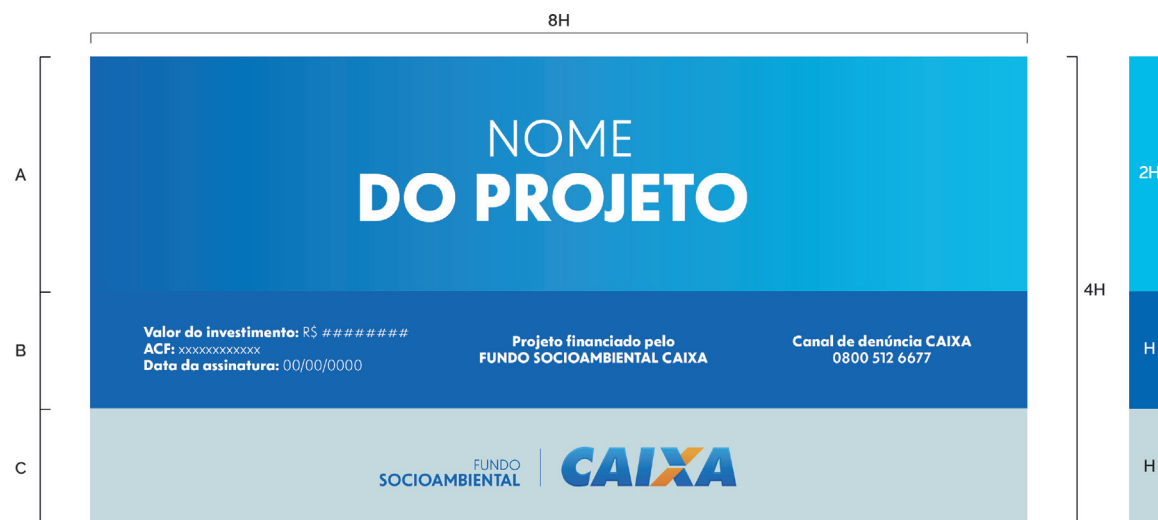 8H
A
NOME
DO PROJETO
2H
4H
B
Valor do investimento: R$ ########
ACF: xxxxxxxxxxxx
Data da assinatura: 00/00/0000
Projeto financiado pelo
FUNDO SOCIOAMBIENTAL CAIXA
Canal de denúncia CAIXA
0800 512 6677
H
C
FUNDO
SOCIOAMBIENTAL
CAIXA
H